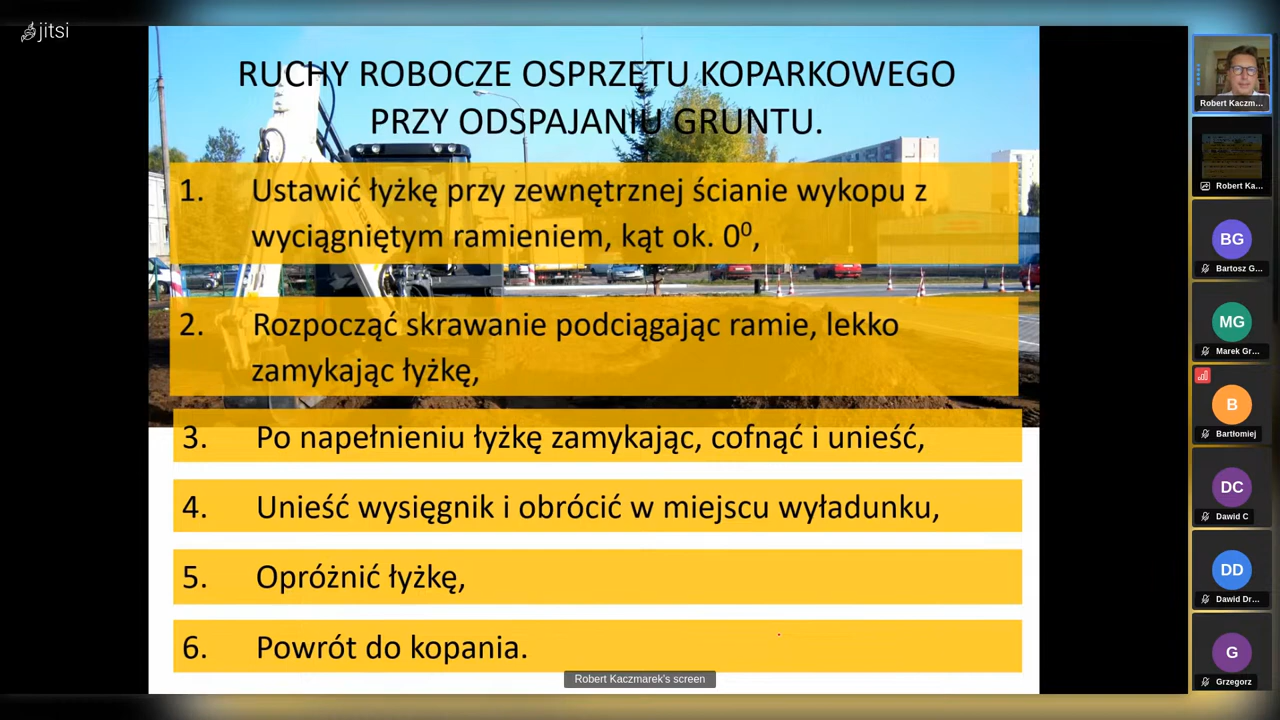 jitsi
RUCHY ROBOCZE OSPRZĘTU KOPARKOWEGO
PRZY ODSPAJANIU GRUNTU.
1. Ustawić łyżkę przy zewnętrznej ścianie wykopu z
wyciągniętym ramieniem, kąt ok. 0⁰,
2. Rozpocząć skrawanie podciągając ramie, lekko
zamykając łyżkę,
3. Po napełnieniu łyżkę zamykając, cofnąć i unieść,
4. Unieść wysięgnik i obrócić w miejscu wyładunku,
5. Opróżnić łyżkę,
6. Powrót do kopania.
Robert Kaczmarek's screen
Robert Kaczm...
Robert Ka...
BG
Bartosz G...
MG
Marek Gr...
B
Bartłomiej
DC
Dawid C
DD
Dawid Dr...
G
Grzegorz